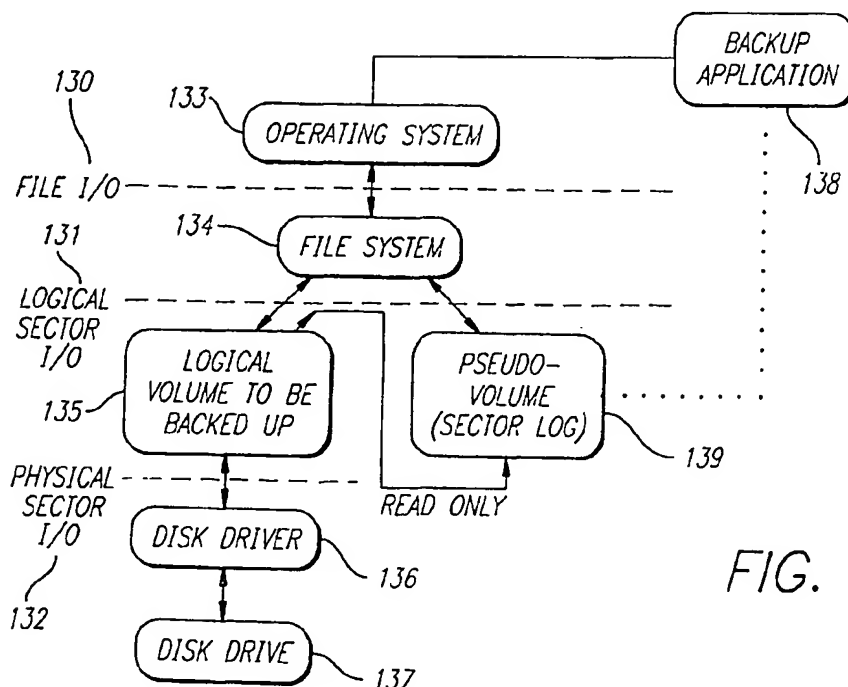 BACKUP
APPLICATION
138
130
133
OPERATING SYSTEM
FILE I/O
134
FILE SYSTEM
131
LOGICAL
SECTOR
I/O
LOGICAL
VOLUME TO BE
BACKED UP
135
PSEUDO-
VOLUME
(SECTOR LOG)
139
PHYSICAL
SECTOR
I/O
132
READ ONLY
DISK DRIVER
136
DISK DRIVE
137
FIG.